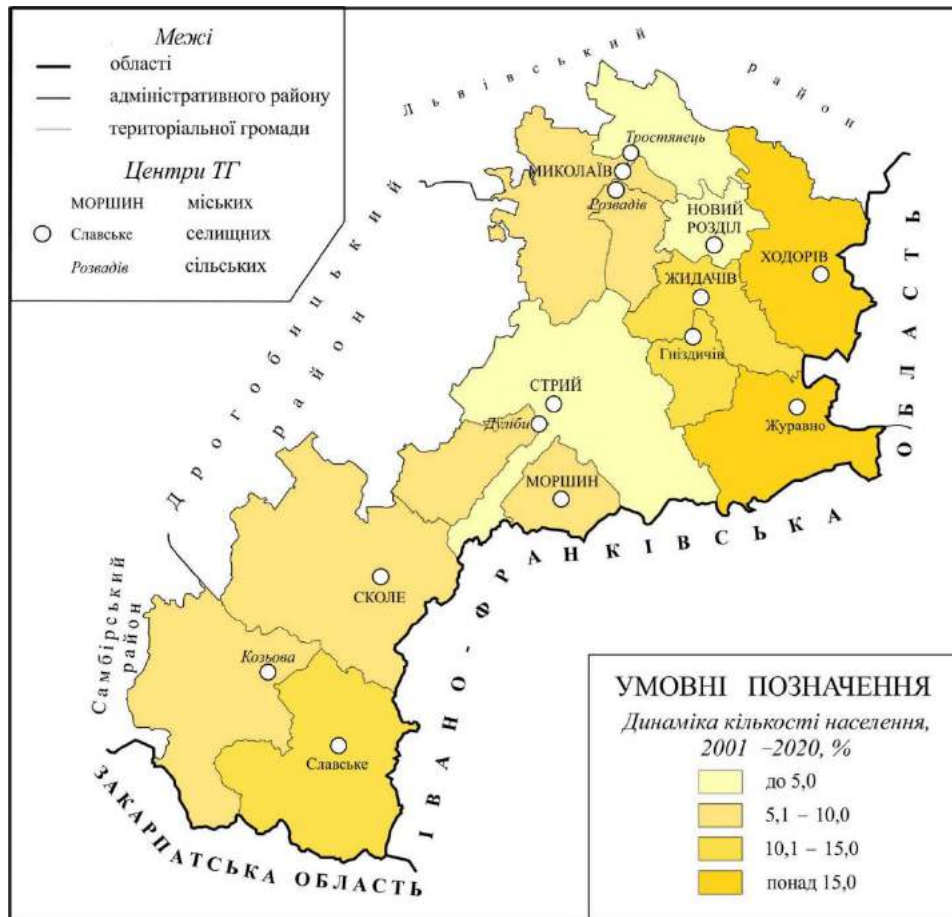 Межі
області
адміністративного району
територіальної громади
Центри ТГ
МОРШИН міських
Славське селищних
Розвадів сільських
Львівський район
Дрогобицький район
Самбірський район
ІВАНО-ФРАНКІВСЬКА ОБЛАСТЬ
ЗАКАРПАТСЬКА ОБЛАСТЬ
Тростянець
МИКОЛАЇВ
Розвадів
НОВИЙ
РОЗДІЛ
ХОДОРІВ
ЖИДАЧІВ
Гніздичів
СТРИЙ
Дуліби
Журавно
МОРШИН
СКОЛЕ
Козьова
Славське
УМОВНІ ПОЗНАЧЕННЯ
Динаміка кількості населення,
2001 –2020, %
до 5,0
5,1 – 10,0
10,1 – 15,0
понад 15,0